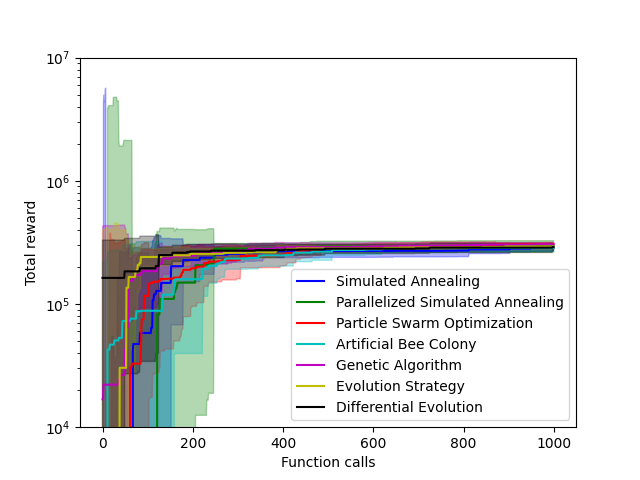 10^7
10^6
10^5
10^4
Total reward
0
200
400
600
800
1000
Function calls
Simulated Annealing
Parallelized Simulated Annealing
Particle Swarm Optimization
Artificial Bee Colony
Genetic Algorithm
Evolution Strategy
Differential Evolution